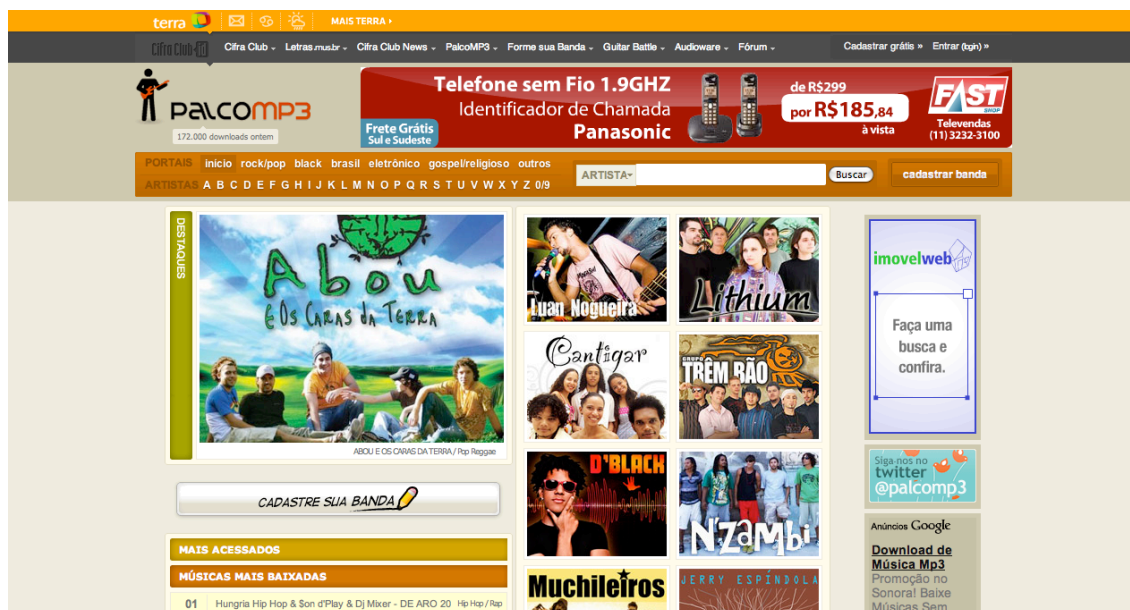 terra
MAIS TERRA
Cifra Club
Cifra Club
Letras.mus.br
Cifra Club News
PalcoMP3
Forme sua Banda
Guitar Battle
Audioware
Fórum
Cadastrar grátis »
Entrar (login) »
PALCOMP3
172.000 downloads ontem
Telefone sem Fio 1.9GHZ
Identificador de Chamada
Panasonic
Frete Grátis
Sul e Sudeste
de R$299
por R$185,84
à vista
FAST
SHOP
Televendas
(11) 3232-3100
PORTAIS início rock/pop black brasil eletrônico gospel/religioso outros
ARTISTAS A B C D E F G H I J K L M N O P Q R S T U V W X Y Z 0/9
ARTISTA
Buscar
cadastrar banda
DESTAQUES
Abou
E Os Caras da Terra
ABOU E OS CARAS DA TERRA / Pop Reggae
Luan Nogueira
Lithium
Cantigar
GRUPO
TRÊM BÃO
D'BLACK
N'Zambi
Muchileiros
JERRY ESPÍNDOLA
CADASTRE SUA BANDA
MAIS ACESSADOS
MÚSICAS MAIS BAIXADAS
01 Hungria Hip Hop & $on d'Play & Dj Mixer - DE ARO 20 Hip Hop / Rap
imovelweb
Faça uma
busca e
confira.
Siga-nos no
twitter
@palcomp3
Anúncios Google
Download de
Música Mp3
Promoção no
Sonora! Baixe
Músicas Sem